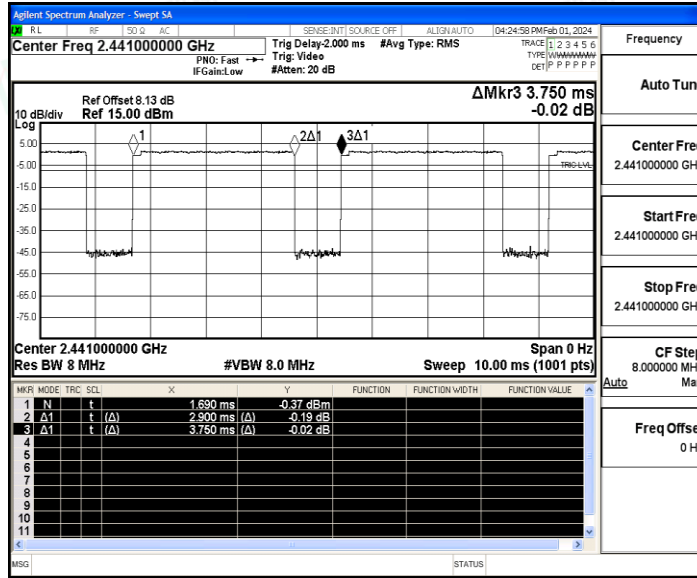 Agilent Spectrum Analyzer - Swept SA
RL RF 50 Ω AC SENSE:INT SOURCE OFF ALIGNAUTO 04:24:58 PM Feb 01, 2024
Center Freq 2.441000000 GHz
PNO: Fast
IFGain:Low
Trig Delay-2.000 ms
Trig: Video
#Atten: 20 dB
#Avg Type: RMS
TRACE 1 2 3 4 5 6
TYPE WWWWWW
DET P P P P P P
Ref Offset 8.13 dB
Ref 15.00 dBm
10 dB/div
Log
ΔMkr3 3.750 ms
-0.02 dB
1
2Δ1
3Δ1
TRIG LVL
5.00
-5.00
-15.0
-25.0
-35.0
-45.0
-55.0
-65.0
-75.0
Center 2.441000000 GHz Span 0 Hz
Res BW 8 MHz #VBW 8.0 MHz Sweep 10.00 ms (1001 pts)
MKR MODE TRC SCL X Y FUNCTION FUNCTION WIDTH FUNCTION VALUE
1 N t 1.690 ms -0.37 dBm
2 Δ1 t (Δ) 2.900 ms (Δ) -0.19 dB
3 Δ1 t (Δ) 3.750 ms (Δ) -0.02 dB
4
5
6
7
8
9
10
11
MSG STATUS
Frequency
Auto Tun
Center Fre
2.441000000 GH
Start Fre
2.441000000 GH
Stop Fre
2.441000000 GH
CF Step
8.000000 MH
Auto Ma
Freq Offse
0 H